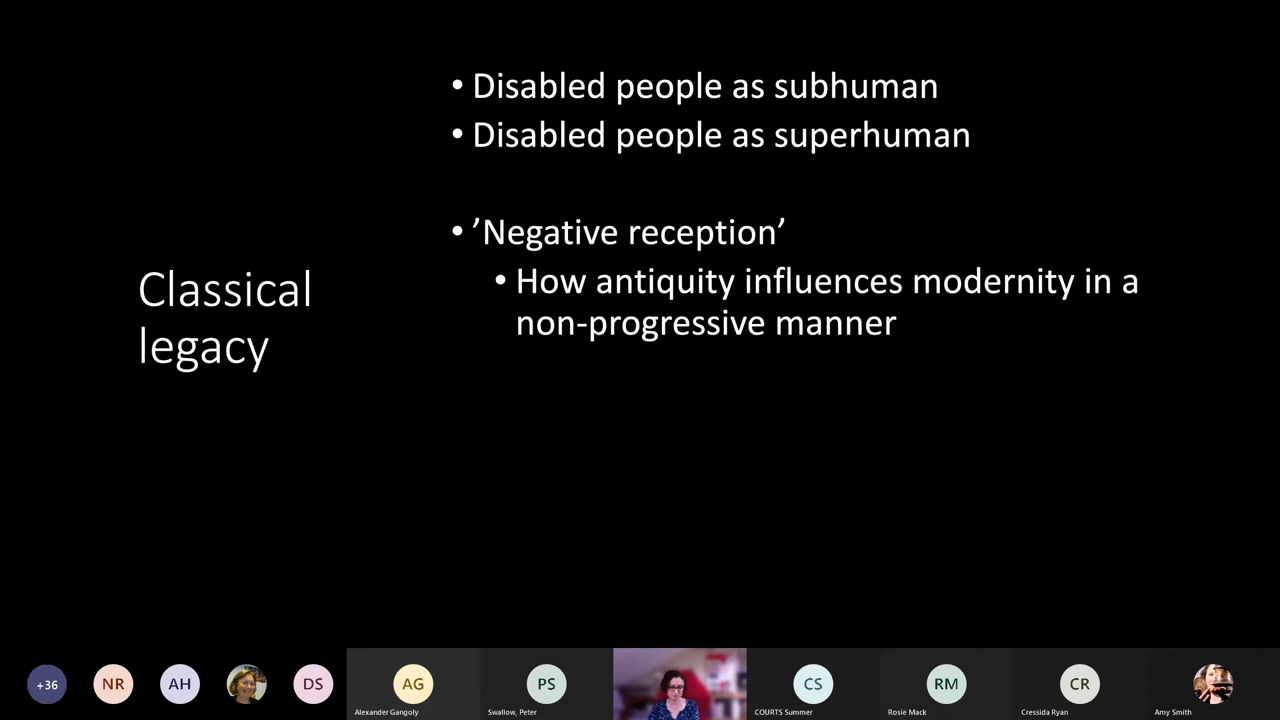 • Disabled people as subhuman
• Disabled people as superhuman
• ’Negative reception’
• How antiquity influences modernity in a
non-progressive manner
Classical
legacy
+36
NR
AH
DS
AG
PS
CS
RM
CR
Alexander Gangoly
Swallow, Peter
COURTS Summer
Rosie Mack
Cressida Ryan
Amy Smith